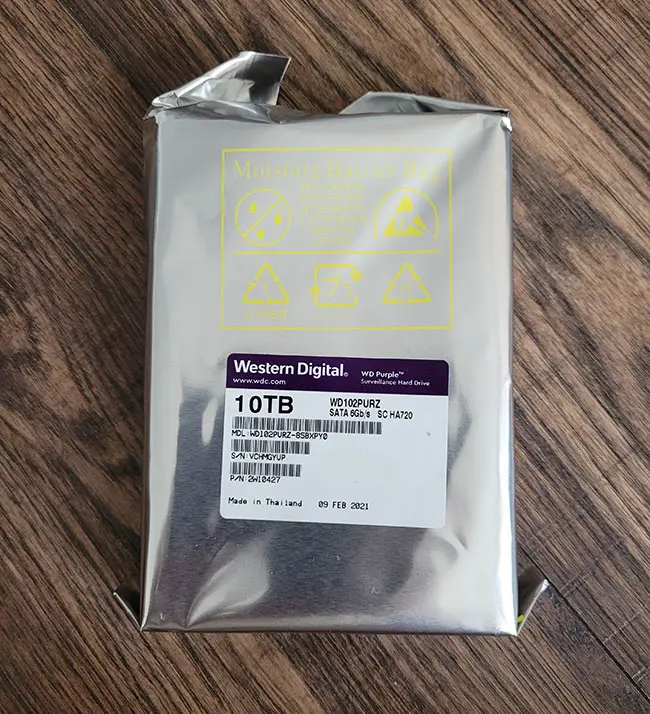 Moisture Barrier Bag
Western Digital®
WD Purple™
www.wdc.com
Surveillance Hard Drive
10TB
WD102PURZ
SATA 6Gb/s SC HA720
MDL:WD102PURZ-85BXPY0
S/N:VCHMGYUP
P/N:2W10427
Made in Thailand 09 FEB 2021